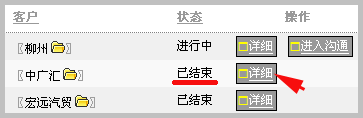 客户 状态 操作
〖柳州〗 进行中 详细 进入沟通
〖中广汇〗 已结束 详细
〖宏远汽贸〗 已结束 详细